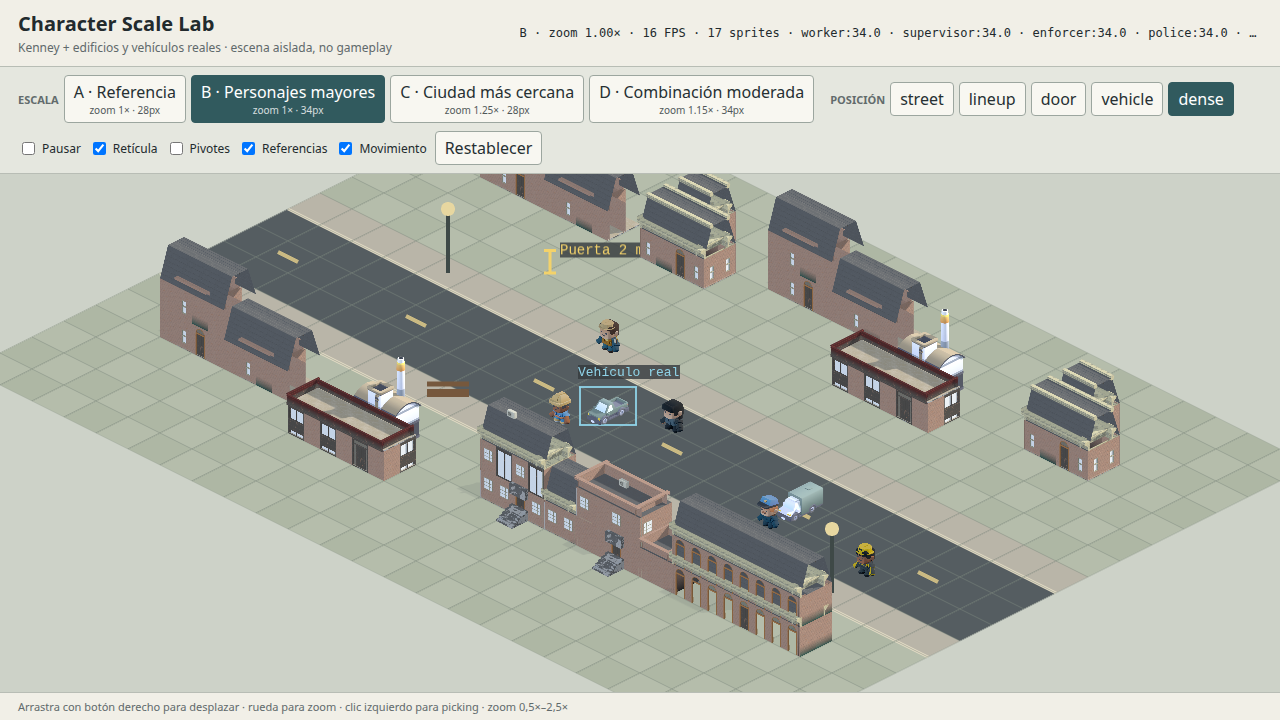 Character Scale Lab
Kenney + edificios y vehículos reales · escena aislada, no gameplay
B · zoom 1.00× · 16 FPS · 17 sprites · worker:34.0 · supervisor:34.0 · enforcer:34.0 · police:34.0 · …
ESCALA
A · Referencia
zoom 1× · 28px
B · Personajes mayores
zoom 1× · 34px
C · Ciudad más cercana
zoom 1.25× · 28px
D · Combinación moderada
zoom 1.15× · 34px
POSICIÓN
street
lineup
door
vehicle
dense
Pausar
Retícula
Pivotes
Referencias
Movimiento
Restablecer
Puerta 2 m
Vehículo real
Arrastra con botón derecho para desplazar · rueda para zoom · clic izquierdo para picking · zoom 0,5×–2,5×